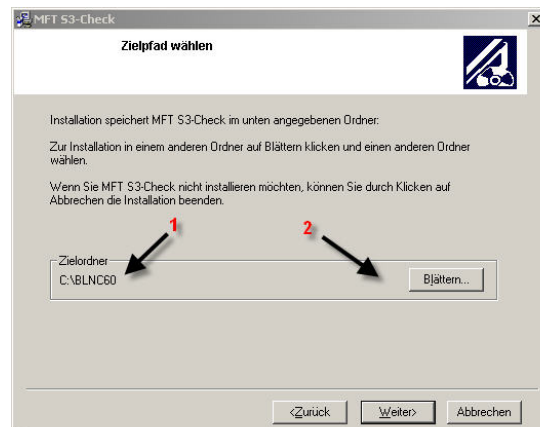 MFT S3-Check
Zielpfad wählen
Installation speichert MFT S3-Check im unten angegebenen Ordner:
Zur Installation in einem anderen Ordner auf Blättern klicken und einen anderen Ordner
wählen.
Wenn Sie MFT S3-Check nicht installieren möchten, können Sie durch Klicken auf
Abbrechen die Installation beenden.
1
2
Zielordner
C:\BLNC60
Blättern...
<Zurück
Weiter>
Abbrechen